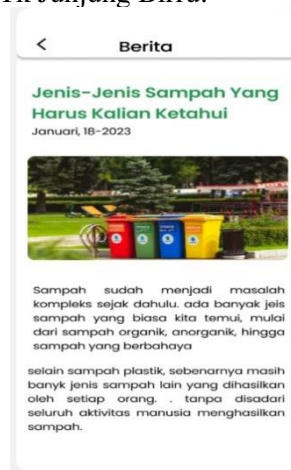 Berita
Jenis-Jenis Sampah Yang
Harus Kalian Ketahui
Januari, 18-2023
Sampah sudah menjadi masalah
kompleks sejak dahulu. ada banyak jeis
sampah yang biasa kita temui, mulai
dari sampah organik, anorganik, hingga
sampah yang berbahaya
selain sampah plastik, sebenarnya masih
banyk jenis sampah lain yang dihasilkan
oleh setiap orang. . tanpa disadari
seluruh aktivitas manusia menghasilkan
sampah.